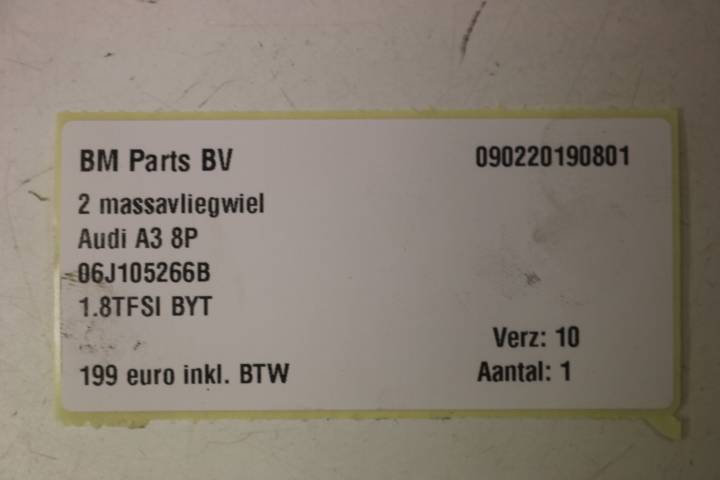 BM Parts BV 090220190801
2 massavliegwiel
Audi A3 8P
06J105266B
1.8TFSI BYT
Verz: 10
199 euro inkl. BTW Aantal: 1